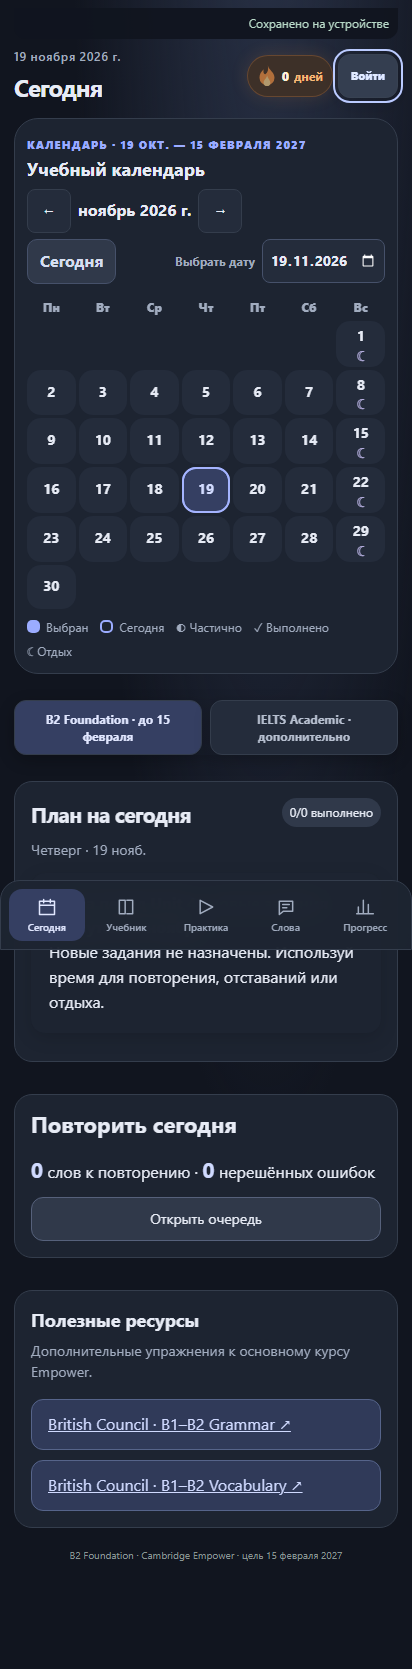 Сохранено на устройстве
19 ноября 2026 г.
Сегодня
0 дней
Войти
КАЛЕНДАРЬ · 19 ОКТ. — 15 ФЕВРАЛЯ 2027
Учебный календарь
← ноябрь 2026 г. →
Сегодня
Выбрать дату
19.11.2026
Пн Вт Ср Чт Пт Сб Вс
1
☾
2 3 4 5 6 7 8
☾
9 10 11 12 13 14 15
☾
16 17 18 19 20 21 22
☾
23 24 25 26 27 28 29
☾
30
Выбран Сегодня ◐ Частично ✓ Выполнено
☾ Отдых
B2 Foundation · до 15
февраля
IELTS Academic ·
дополнительно
План на сегодня
0/0 выполнено
Четверг · 19 нояб.
Сегодня Учебник Практика Слова Прогресс
Новые задания не назначены. Используй
время для повторения, отставаний или
отдыха.
Повторить сегодня
0 слов к повторению · 0 нерешённых ошибок
Открыть очередь
Полезные ресурсы
Дополнительные упражнения к основному курсу
Empower.
British Council · B1–B2 Grammar ↗
British Council · B1–B2 Vocabulary ↗
B2 Foundation · Cambridge Empower · цель 15 февраля 2027